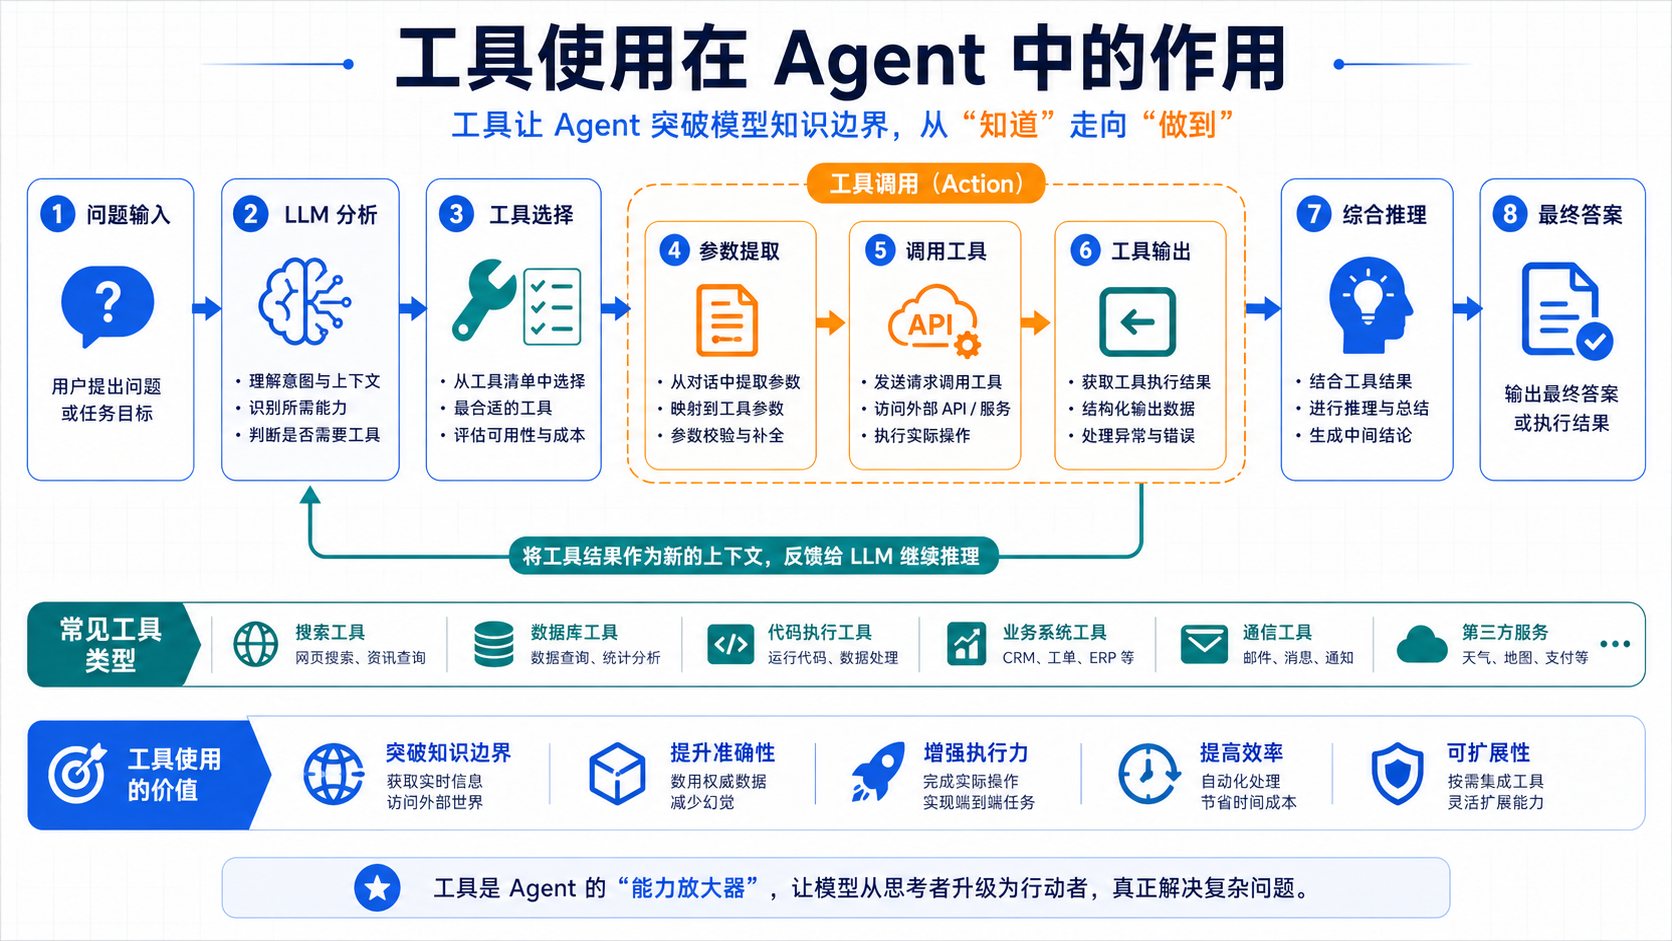 工具使用在 Agent 中的作用
工具让 Agent 突破模型知识边界，从“知道”走向“做到”
1 问题输入
?
用户提出问题
或任务目标
2 LLM 分析
• 理解意图与上下文
• 识别所需能力
• 判断是否需要工具
3 工具选择
• 从工具清单中选择
• 最合适的工具
• 评估可用性与成本
工具调用（Action）
4 参数提取
• 从对话中提取参数
• 映射到工具参数
• 参数校验与补全
5 调用工具
API
• 发送请求调用工具
• 访问外部 API / 服务
• 执行实际操作
6 工具输出
• 获取工具执行结果
• 结构化输出数据
• 处理异常与错误
7 综合推理
• 结合工具结果
• 进行推理与总结
• 生成中间结论
8 最终答案
输出最终答案
或执行结果
将工具结果作为新的上下文，反馈给 LLM 继续推理
常见工具
类型
搜索工具
网页搜索、资讯查询
数据库工具
数据查询、统计分析
</>
代码执行工具
运行代码、数据处理
业务系统工具
CRM、工单、ERP 等
通信工具
邮件、消息、通知
第三方服务
天气、地图、支付等
•••
工具使用
的价值
突破知识边界
获取实时信息
访问外部世界
提升准确性
数用权威数据
减少幻觉
增强执行力
完成实际操作
实现端到端任务
提高效率
自动化处理
节省时间成本
可扩展性
按需集成工具
灵活扩展能力
工具是 Agent 的“能力放大器”，让模型从思考者升级为行动者，真正解决复杂问题。